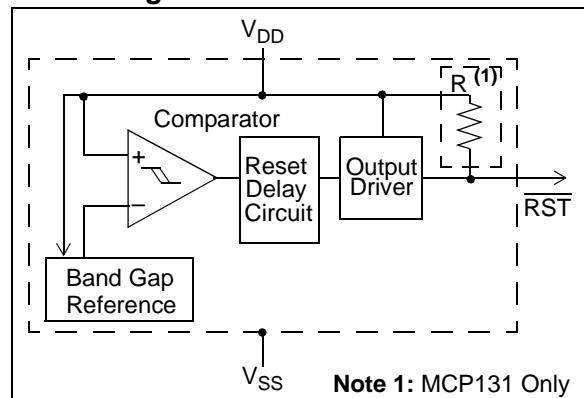 V_DD
R (1)
Comparator
+
−
Reset
Delay
Circuit
Output
Driver
RST
Band Gap
Reference
V_SS
Note 1: MCP131 Only